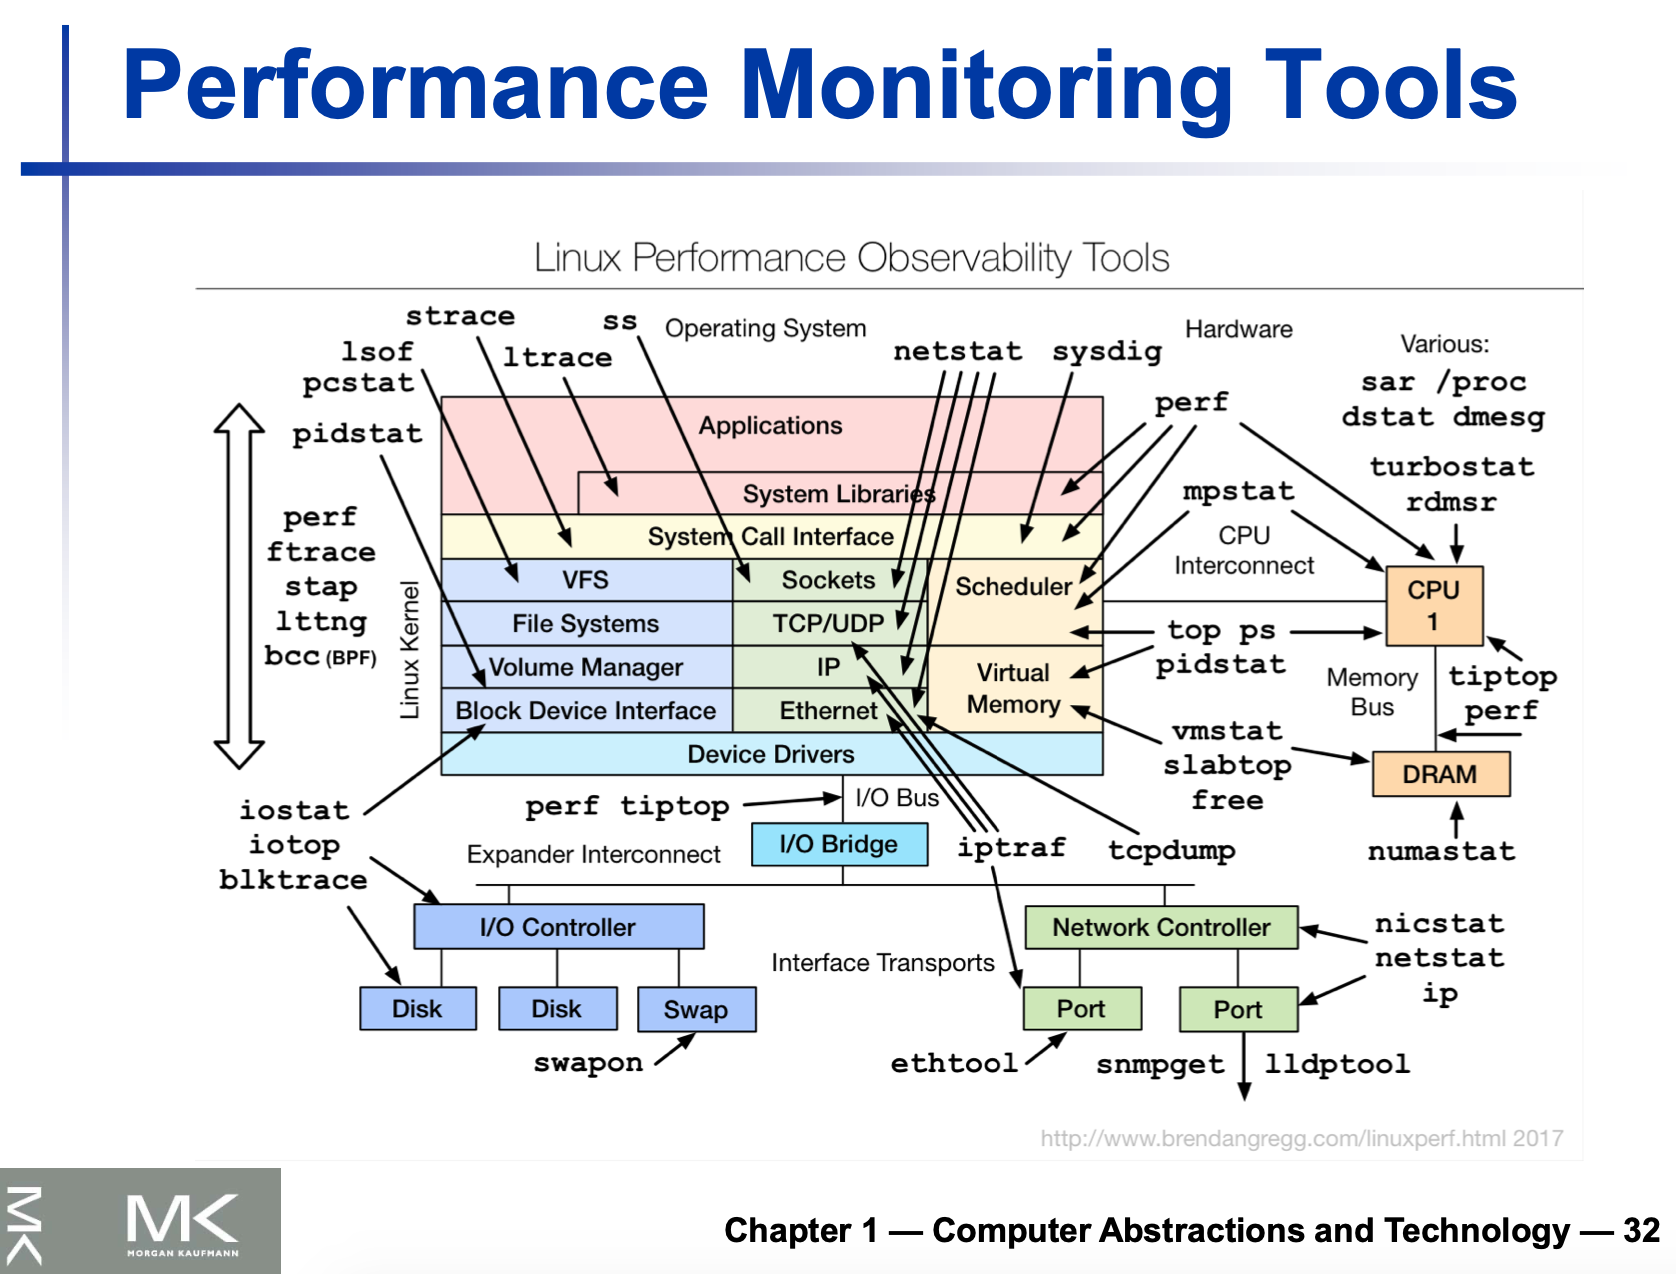 Performance Monitoring Tools
Linux Performance Observability Tools
strace
ss
Operating System
Hardware
lsof
ltrace
netstat
sysdig
Various:
pcstat
sar /proc
perf
dstat dmesg
pidstat
Applications
turbostat
rdmsr
System Libraries
mpstat
perf
ftrace
stap
lttng
bcc (BPF)
System Call Interface
CPU
Interconnect
Linux Kernel
VFS
Sockets
Scheduler
CPU
1
File Systems
TCP/UDP
top ps
pidstat
Volume Manager
IP
Virtual
Memory
Memory
Bus
tiptop
perf
Block Device Interface
Ethernet
vmstat
slabtop
free
Device Drivers
DRAM
iostat
iotop
blktrace
perf tiptop
I/O Bus
I/O Bridge
Expander Interconnect
iptraf
tcpdump
numastat
I/O Controller
Network Controller
nicstat
netstat
ip
Interface Transports
Disk
Disk
Swap
Port
Port
swapon
ethtool
snmpget
lldptool
http://www.brendangregg.com/linuxperf.html 2017
MK
MK
MORGAN KAUFMANN
Chapter 1 — Computer Abstractions and Technology — 32